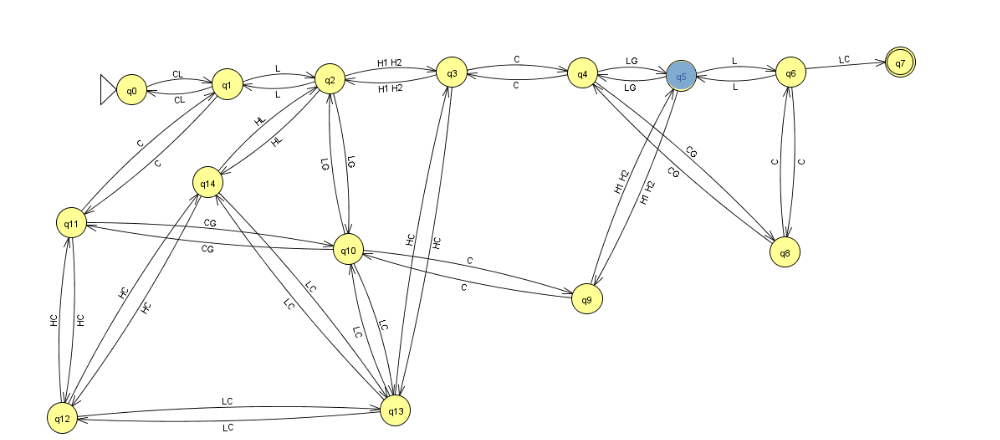 q0
CL
CL
q1
L
L
q2
H1 H2
H1 H2
q3
C
C
q4
LG
LG
q5
L
L
q6
LC
q7
C
C
HL
HL
LG
LG
CG
CG
C
C
q14
H1 H2
H1 H2
q11
CG
CG
q10
C
C
HC
HC
q8
q9
HC
HC
LC
LC
LC
LC
HC
HC
q12
LC
LC
q13